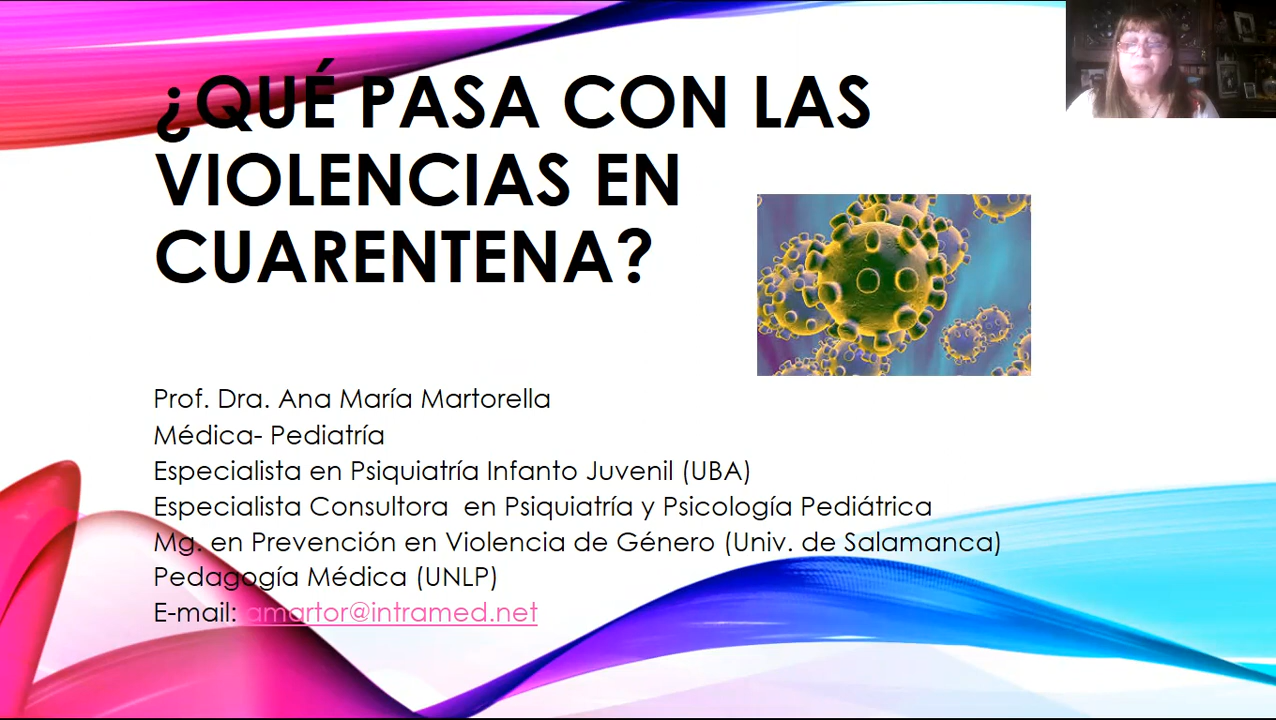 ¿QUÉ PASA CON LAS
VIOLENCIAS EN
CUARENTENA?
Prof. Dra. Ana María Martorella
Médica- Pediatría
Especialista en Psiquiatría Infanto Juvenil (UBA)
Especialista Consultora  en Psiquiatría y Psicología Pediátrica
Mg. en Prevención en Violencia de Género (Univ. de Salamanca)
Pedagogía Médica (UNLP)
E-mail: amartor@intramed.net